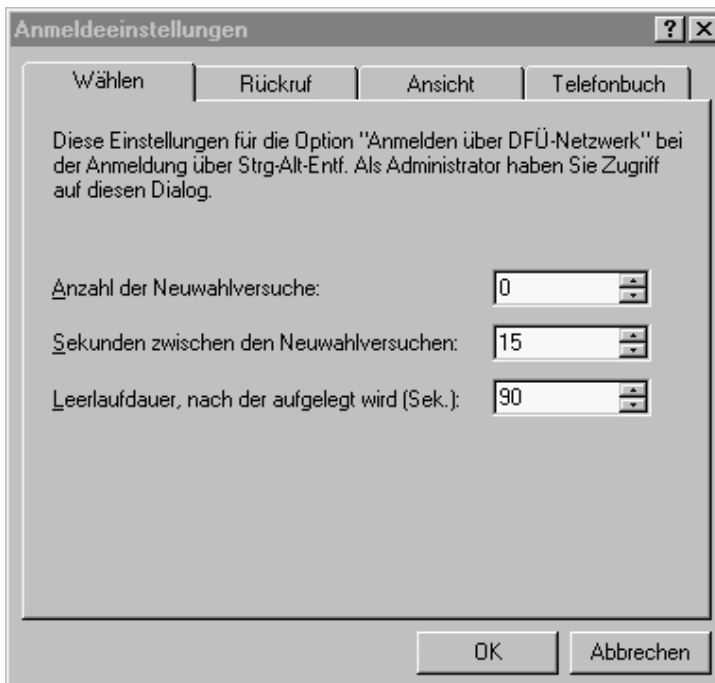 Anmeldeeinstellungen
Wählen Rückruf Ansicht Telefonbuch
Diese Einstellungen für die Option "Anmelden über DFÜ-Netzwerk" bei
der Anmeldung über Strg-Alt-Entf. Als Administrator haben Sie Zugriff
auf diesen Dialog.
Anzahl der Neuwahlversuche: 0
Sekunden zwischen den Neuwahlversuchen: 15
Leerlaufdauer, nach der aufgelegt wird (Sek.): 90
OK Abbrechen